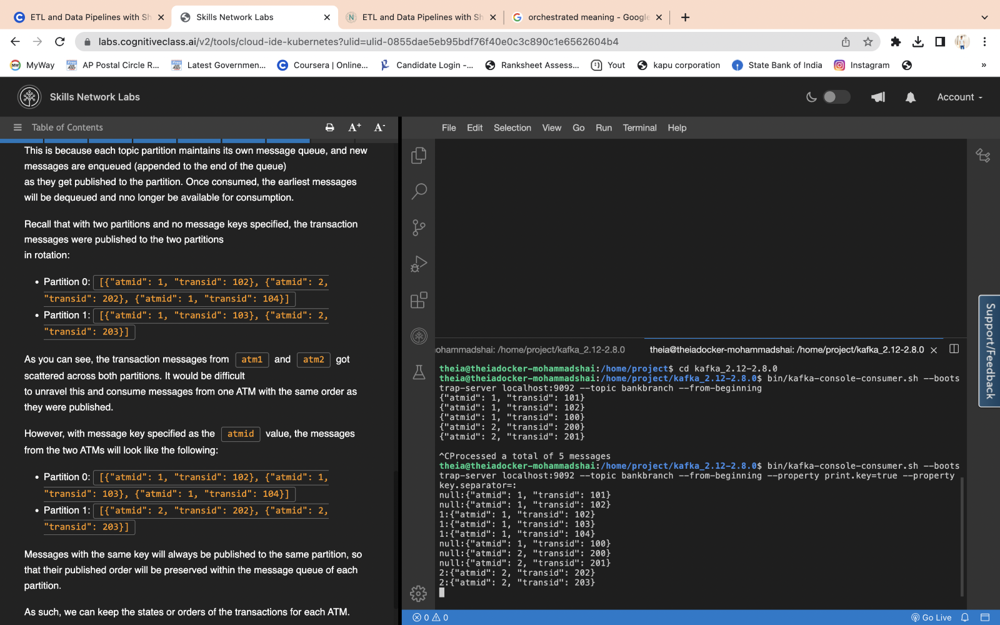 ETL and Data Pipelines with Sh
Skills Network Labs
ETL and Data Pipelines with Sh
orchestrated meaning - Google
labs.cognitiveclass.ai/v2/tools/cloud-ide-kubernetes?ulid=ulid-0855dae5eb95bdf76f40e0c3c890c1e6562604b4
MyWay
AP Postal Circle R...
Latest Governmen...
Coursera | Online...
Candidate Login -...
Ranksheet Assess...
Yout
kapu corporation
State Bank of India
Instagram
»
Skills Network Labs
Account
Table of Contents
A+ A-
This is because each topic partition maintains its own message queue, and new
messages are enqueued (appended to the end of the queue)
as they get published to the partition. Once consumed, the earliest messages
will be dequeued and nno longer be available for consumption.
Recall that with two partitions and no message keys specified, the transaction
messages were published to the two partitions
in rotation:
• Partition 0: [{"atmid": 1, "transid": 102}, {"atmid": 2,
"transid": 202}, {"atmid": 1, "transid": 104}]
• Partition 1: [{"atmid": 1, "transid": 103}, {"atmid": 2,
"transid": 203}]
As you can see, the transaction messages from atm1 and atm2 got
scattered across both partitions. It would be difficult
to unravel this and consume messages from one ATM with the same order as
they were published.
However, with message key specified as the atmid value, the messages
from the two ATMs will look like the following:
• Partition 0: [{"atmid": 1, "transid": 102}, {"atmid": 1,
"transid": 103}, {"atmid": 1, "transid": 104}]
• Partition 1: [{"atmid": 2, "transid": 202}, {"atmid": 2,
"transid": 203}]
Messages with the same key will always be published to the same partition, so
that their published order will be preserved within the message queue of each
partition.
As such, we can keep the states or orders of the transactions for each ATM.
File Edit Selection View Go Run Terminal Help
ohammadshai: /home/project/kafka_2.12-2.8.0
theia@theiadocker-mohammadshai: /home/project/kafka_2.12-2.8.0
theia@theiadocker-mohammadshai:/home/project$ cd kafka_2.12-2.8.0
theia@theiadocker-mohammadshai:/home/project/kafka_2.12-2.8.0$ bin/kafka-console-consumer.sh --boots
trap-server localhost:9092 --topic bankbranch --from-beginning
{"atmid": 1, "transid": 101}
{"atmid": 1, "transid": 102}
{"atmid": 1, "transid": 100}
{"atmid": 2, "transid": 200}
{"atmid": 2, "transid": 201}
^CProcessed a total of 5 messages
theia@theiadocker-mohammadshai:/home/project/kafka_2.12-2.8.0$ bin/kafka-console-consumer.sh --boots
trap-server localhost:9092 --topic bankbranch --from-beginning --property print.key=true --property
key.separator=:
null:{"atmid": 1, "transid": 101}
null:{"atmid": 1, "transid": 102}
1:{"atmid": 1, "transid": 102}
1:{"atmid": 1, "transid": 103}
1:{"atmid": 1, "transid": 104}
null:{"atmid": 1, "transid": 100}
null:{"atmid": 2, "transid": 200}
null:{"atmid": 2, "transid": 201}
2:{"atmid": 2, "transid": 202}
2:{"atmid": 2, "transid": 203}
Support/Feedback
0 0
Go Live